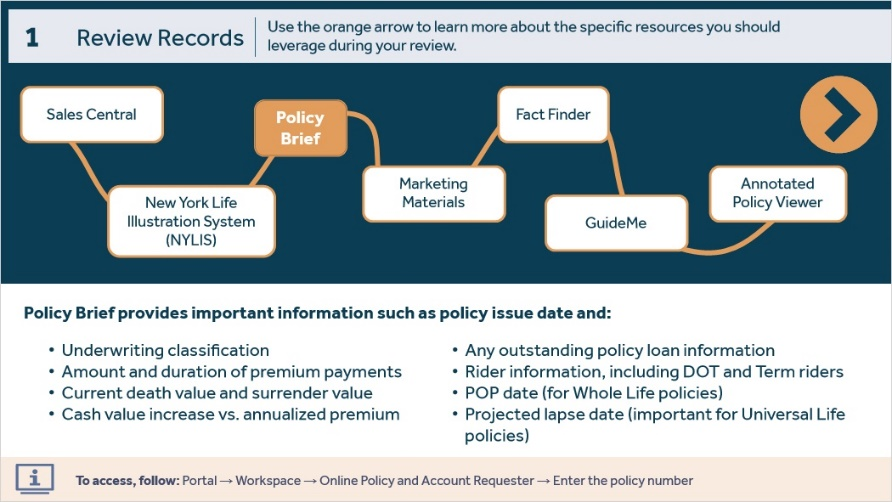 1 Review Records
Use the orange arrow to learn more about the specific resources you should
leverage during your review.
Sales Central
New York Life
Illustration System
(NYLIS)
Policy
Brief
Marketing
Materials
Fact Finder
GuideMe
Annotated
Policy Viewer
Policy Brief provides important information such as policy issue date and:
• Underwriting classification
• Amount and duration of premium payments
• Current death value and surrender value
• Cash value increase vs. annualized premium
• Any outstanding policy loan information
• Rider information, including DOT and Term riders
• POP date (for Whole Life policies)
• Projected lapse date (important for Universal Life
policies)
To access, follow: Portal → Workspace → Online Policy and Account Requester → Enter the policy number